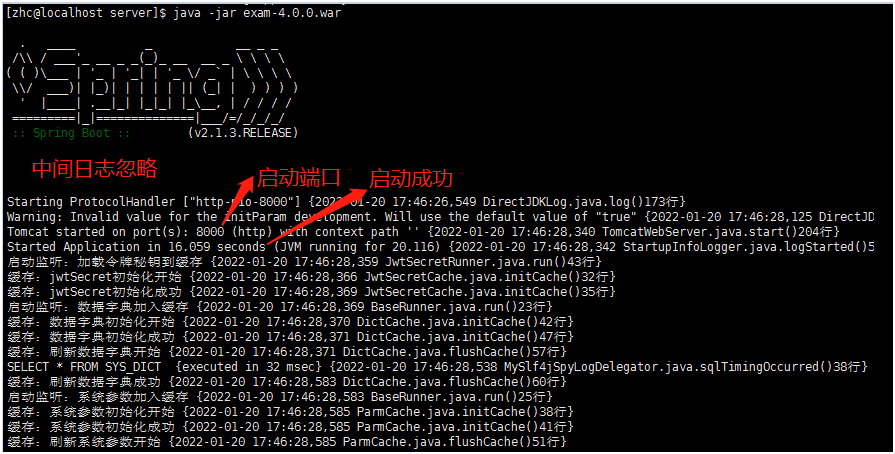 [zhc@localhost server]$ java -jar exam-4.0.0.war
:: Spring Boot ::        (v2.1.3.RELEASE)
中间日志忽略
启动端口
启动成功
Starting ProtocolHandler ["http-nio-8000"] {2022-01-20 17:46:26,549 DirectJDKLog.java.log()173行}
Warning: Invalid value for the initParam development. Will use the default value of "true" {2022-01-20 17:46:28,125 DirectJD
Tomcat started on port(s): 8000 (http) with context path '' {2022-01-20 17:46:28,340 TomcatWebServer.java.start()204行}
Started Application in 16.059 seconds (JVM running for 20.116) {2022-01-20 17:46:28,342 StartupInfoLogger.java.logStarted()5
启动监听: 加载令牌秘钥到缓存 {2022-01-20 17:46:28,359 JwtSecretRunner.java.run()43行}
缓存: jwtSecret初始化开始 {2022-01-20 17:46:28,366 JwtSecretCache.java.initCache()32行}
缓存: jwtSecret初始化成功 {2022-01-20 17:46:28,369 JwtSecretCache.java.initCache()35行}
启动监听: 数据字典加入缓存 {2022-01-20 17:46:28,369 BaseRunner.java.run()23行}
缓存: 数据字典初始化开始 {2022-01-20 17:46:28,370 DictCache.java.initCache()42行}
缓存: 数据字典初始化成功 {2022-01-20 17:46:28,371 DictCache.java.initCache()47行}
缓存: 刷新数据字典开始 {2022-01-20 17:46:28,371 DictCache.java.flushCache()57行}
SELECT * FROM SYS_DICT  {executed in 32 msec} {2022-01-20 17:46:28,538 MySlf4jSpyLogDelegator.java.sqlTimingOccurred()38行}
缓存: 刷新数据字典成功 {2022-01-20 17:46:28,583 DictCache.java.flushCache()60行}
启动监听: 系统参数加入缓存 {2022-01-20 17:46:28,583 BaseRunner.java.run()25行}
缓存: 系统参数初始化开始 {2022-01-20 17:46:28,585 ParmCache.java.initCache()38行}
缓存: 系统参数初始化成功 {2022-01-20 17:46:28,585 ParmCache.java.initCache()41行}
缓存: 刷新系统参数开始 {2022-01-20 17:46:28,585 ParmCache.java.flushCache()51行}